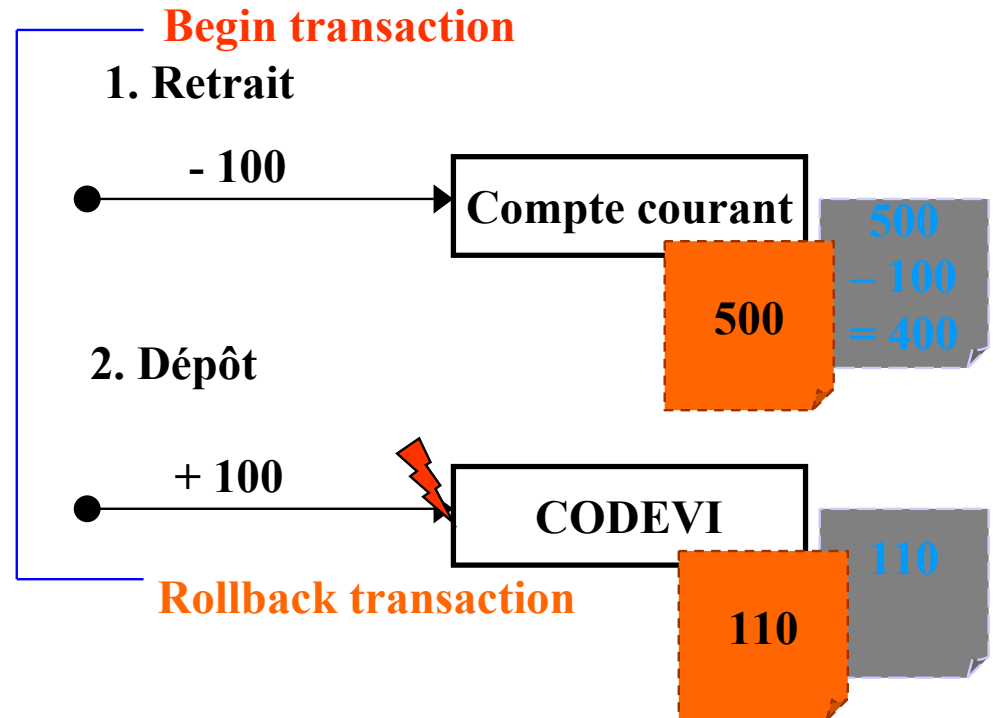 Begin transaction
1. Retrait
- 100
Compte courant
500
500
– 100
= 400
2. Dépôt
+ 100
CODEVI
110
110
Rollback transaction